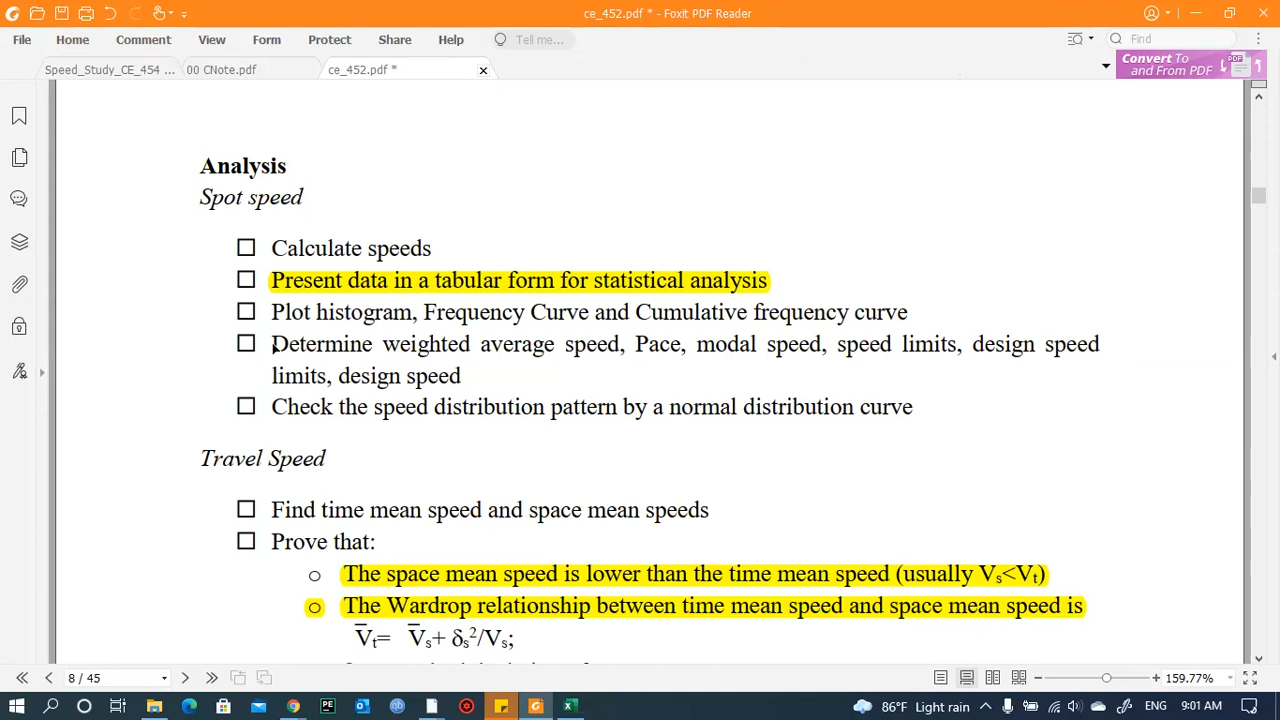 ce_452.pdf * - Foxit PDF Reader
File Home Comment View Form Protect Share Help Tell me... Find
Speed_Study_CE_454 ... 00 CNote.pdf ce_452.pdf *
Convert To
and From PDF
PDF
Analysis
Spot speed
Calculate speeds
Present data in a tabular form for statistical analysis
Plot histogram, Frequency Curve and Cumulative frequency curve
Determine weighted average speed, Pace, modal speed, speed limits, design speed
limits, design speed
Check the speed distribution pattern by a normal distribution curve
Travel Speed
Find time mean speed and space mean speeds
Prove that:
The space mean speed is lower than the time mean speed (usually Vs<Vt)
The Wardrop relationship between time mean speed and space mean speed is
V̅t= V̅s+ δs²/Vs;
8 / 45 159.77%
PE qb 86°F Light rain ENG 9:01 AM